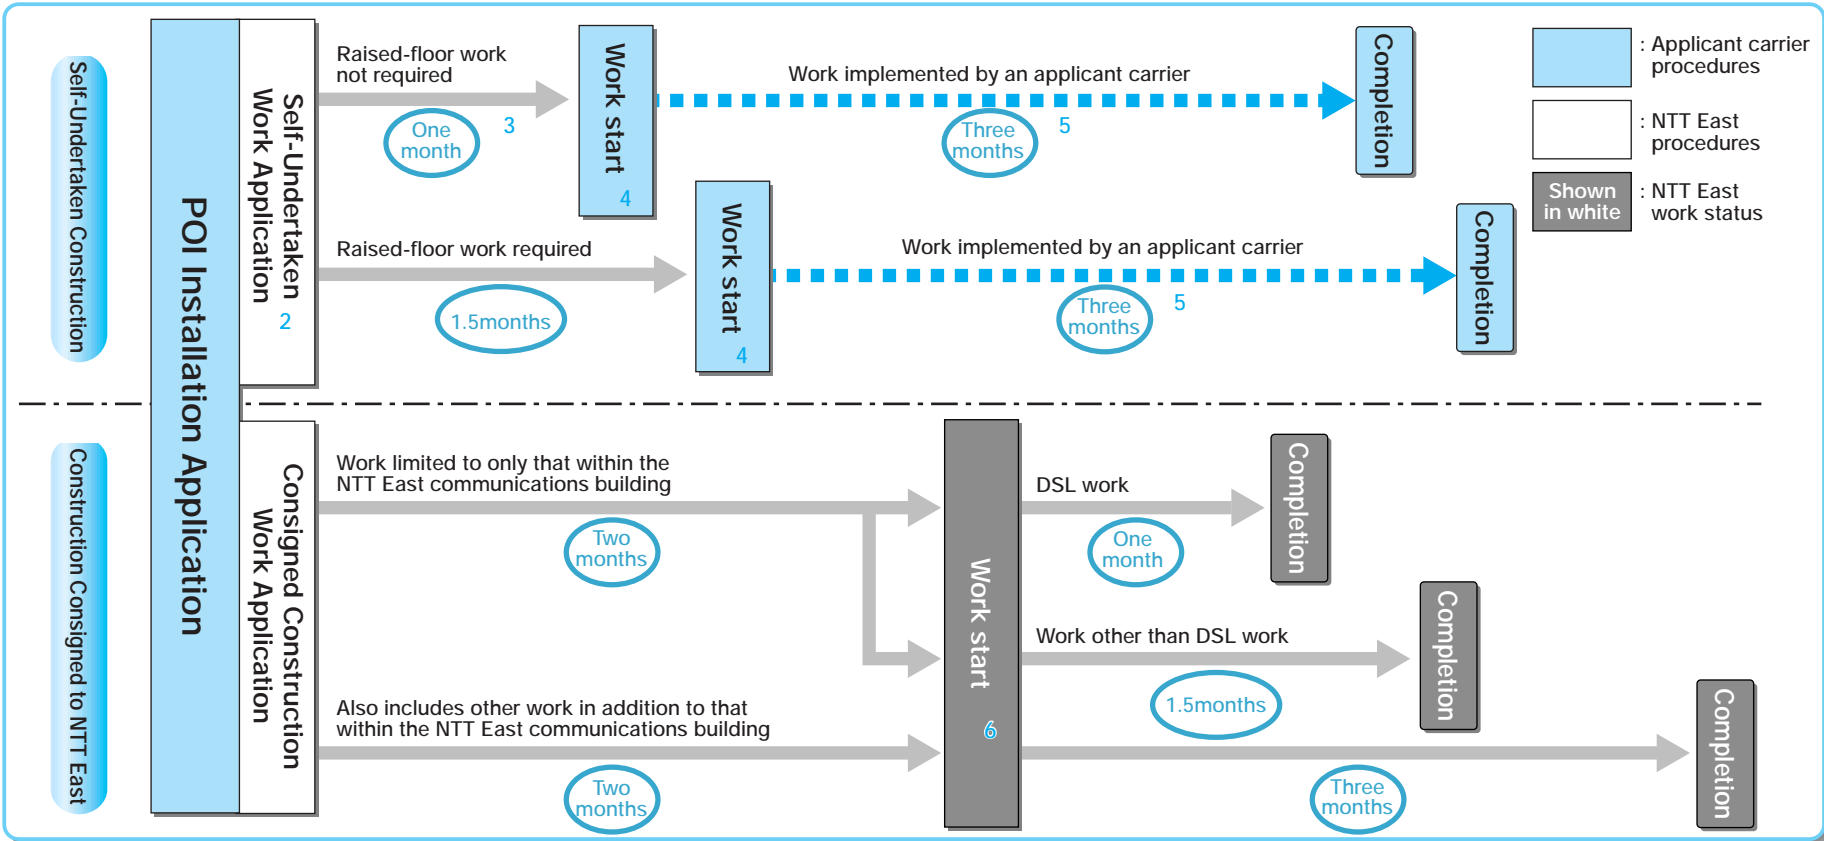 Self-Undertaken Construction
POI Installation Application
Self-Undertaken
Work Application
2
Raised-floor work
not required
One
month
3
Work start
4
Work implemented by an applicant carrier
Three
months
5
Completion
Raised-floor work required
1.5months
Work start
4
Work implemented by an applicant carrier
Three
months
5
Completion
: Applicant carrier
procedures
: NTT East
procedures
Shown
in white
: NTT East
work status
Construction Consigned to NTT East
Consigned Construction
Work Application
Work limited to only that within the
NTT East communications building
Two
months
Also includes other work in addition to that
within the NTT East communications building
Two
months
Work start
6
DSL work
One
month
Completion
Work other than DSL work
1.5months
Completion
Three
months
Completion